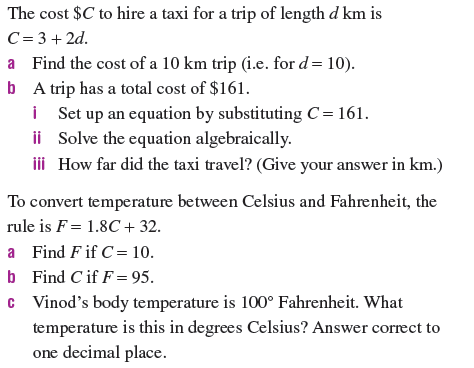 The cost $C to hire a taxi for a trip of length d km is
C = 3 + 2d.
a Find the cost of a 10 km trip (i.e. for d = 10).
b A trip has a total cost of $161.
i Set up an equation by substituting C = 161.
ii Solve the equation algebraically.
iii How far did the taxi travel? (Give your answer in km.)
To convert temperature between Celsius and Fahrenheit, the
rule is F = 1.8C + 32.
a Find F if C = 10.
b Find C if F = 95.
c Vinod's body temperature is 100° Fahrenheit. What
temperature is this in degrees Celsius? Answer correct to
one decimal place.